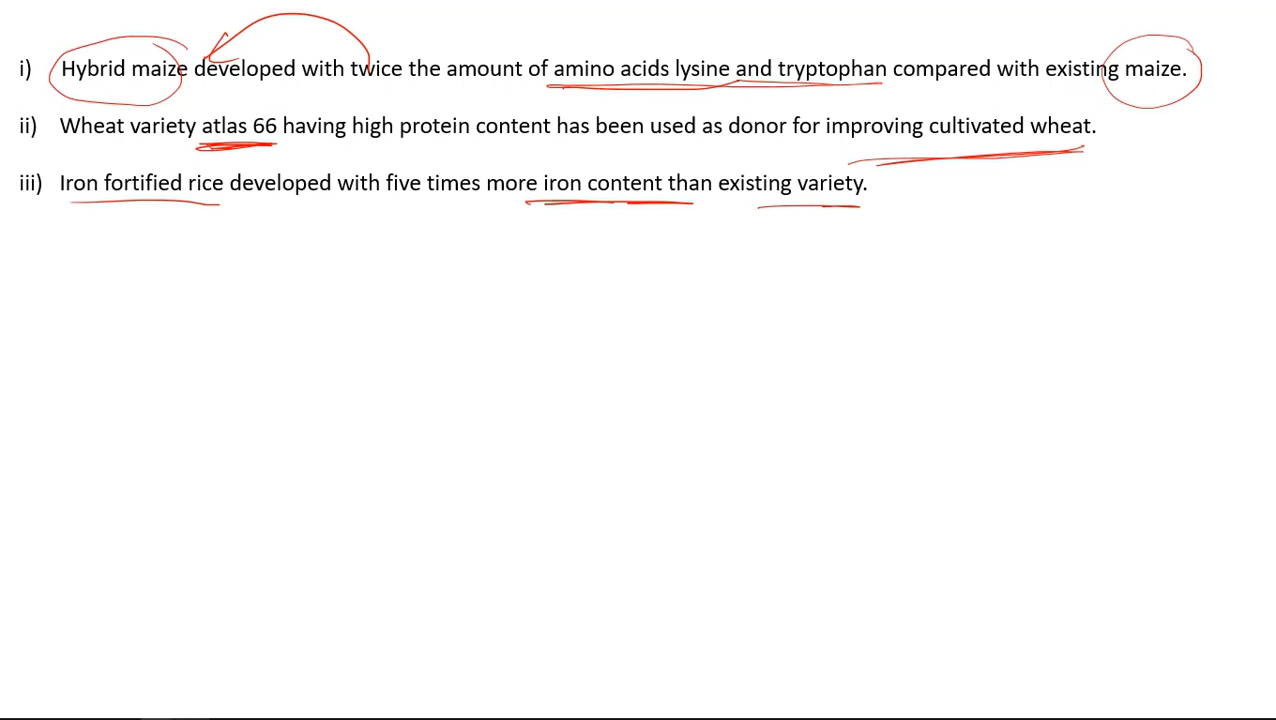 i) Hybrid maize developed with twice the amount of amino acids lysine and tryptophan compared with existing maize.
ii) Wheat variety atlas 66 having high protein content has been used as donor for improving cultivated wheat.
iii) Iron fortified rice developed with five times more iron content than existing variety.